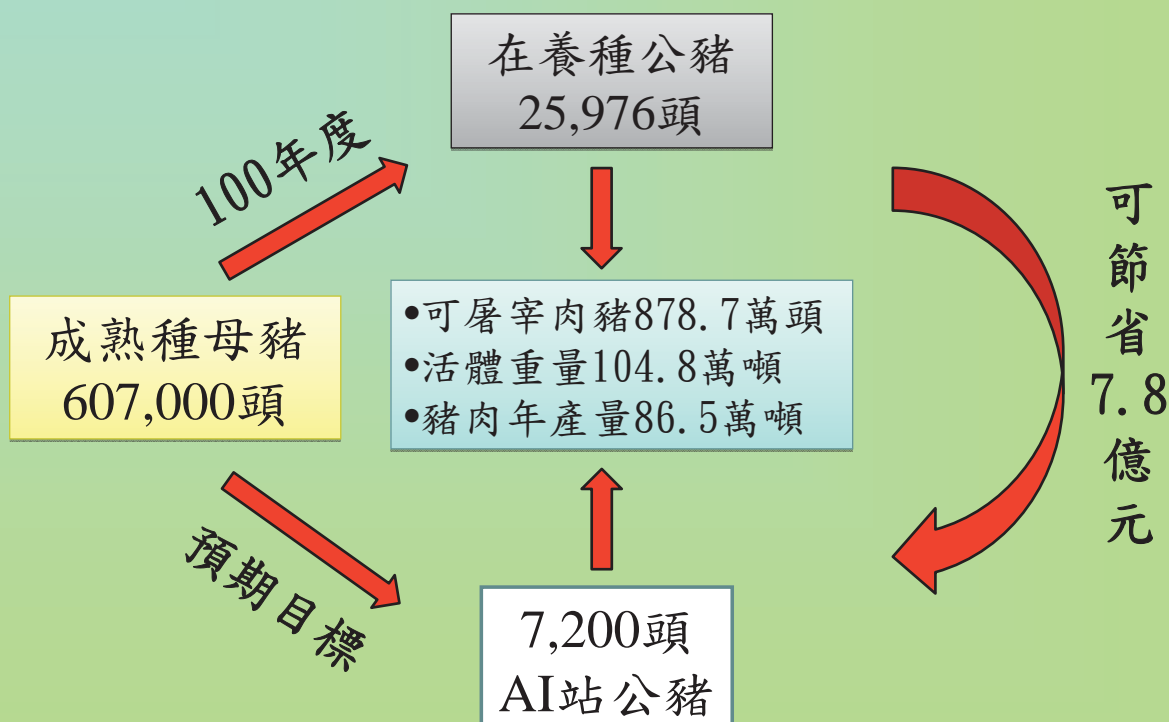 在養種公豬
25,976頭
100年度
成熟種母豬
607,000頭
•可屠宰肉豬878.7萬頭
•活體重量104.8萬噸
•豬肉年產量86.5萬噸
可節省7.8億元
預期目標
7,200頭
AI站公豬